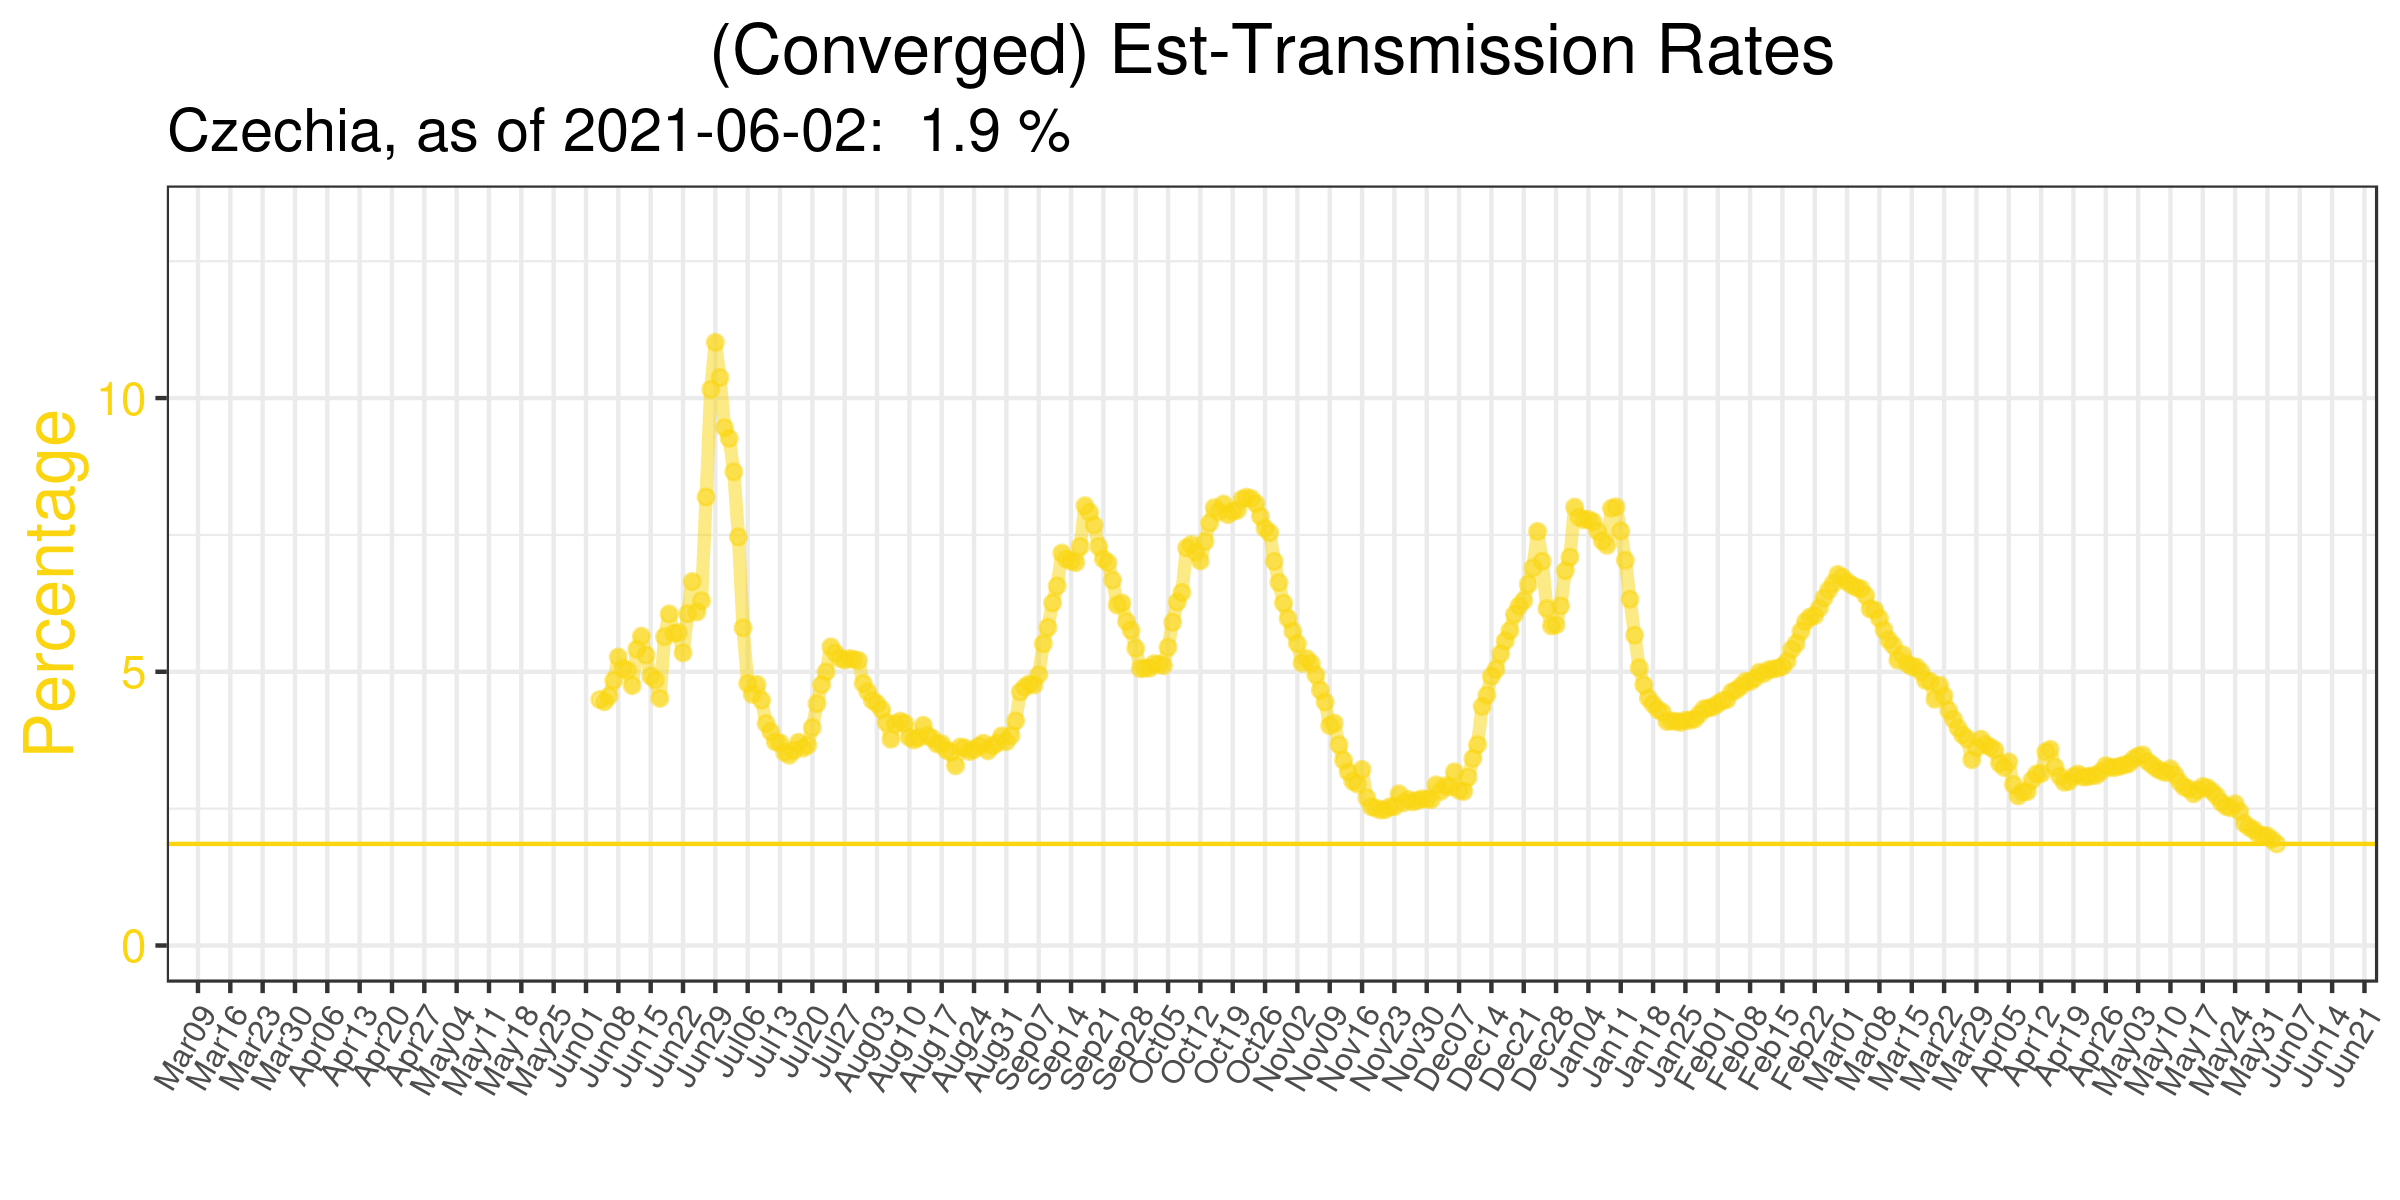 (Converged) Est-Transmission Rates
Czechia, as of 2021-06-02:  1.9 %
Percentage
10
5
0
Mar09
Mar16
Mar23
Mar30
Apr06
Apr13
Apr20
Apr27
May04
May11
May18
May25
Jun01
Jun08
Jun15
Jun22
Jun29
Jul06
Jul13
Jul20
Jul27
Aug03
Aug10
Aug17
Aug24
Aug31
Sep07
Sep14
Sep21
Sep28
Oct05
Oct12
Oct19
Oct26
Nov02
Nov09
Nov16
Nov23
Nov30
Dec07
Dec14
Dec21
Dec28
Jan04
Jan11
Jan18
Jan25
Feb01
Feb08
Feb15
Feb22
Mar01
Mar08
Mar15
Mar22
Mar29
Apr05
Apr12
Apr19
Apr26
May03
May10
May17
May24
May31
Jun07
Jun14
Jun21